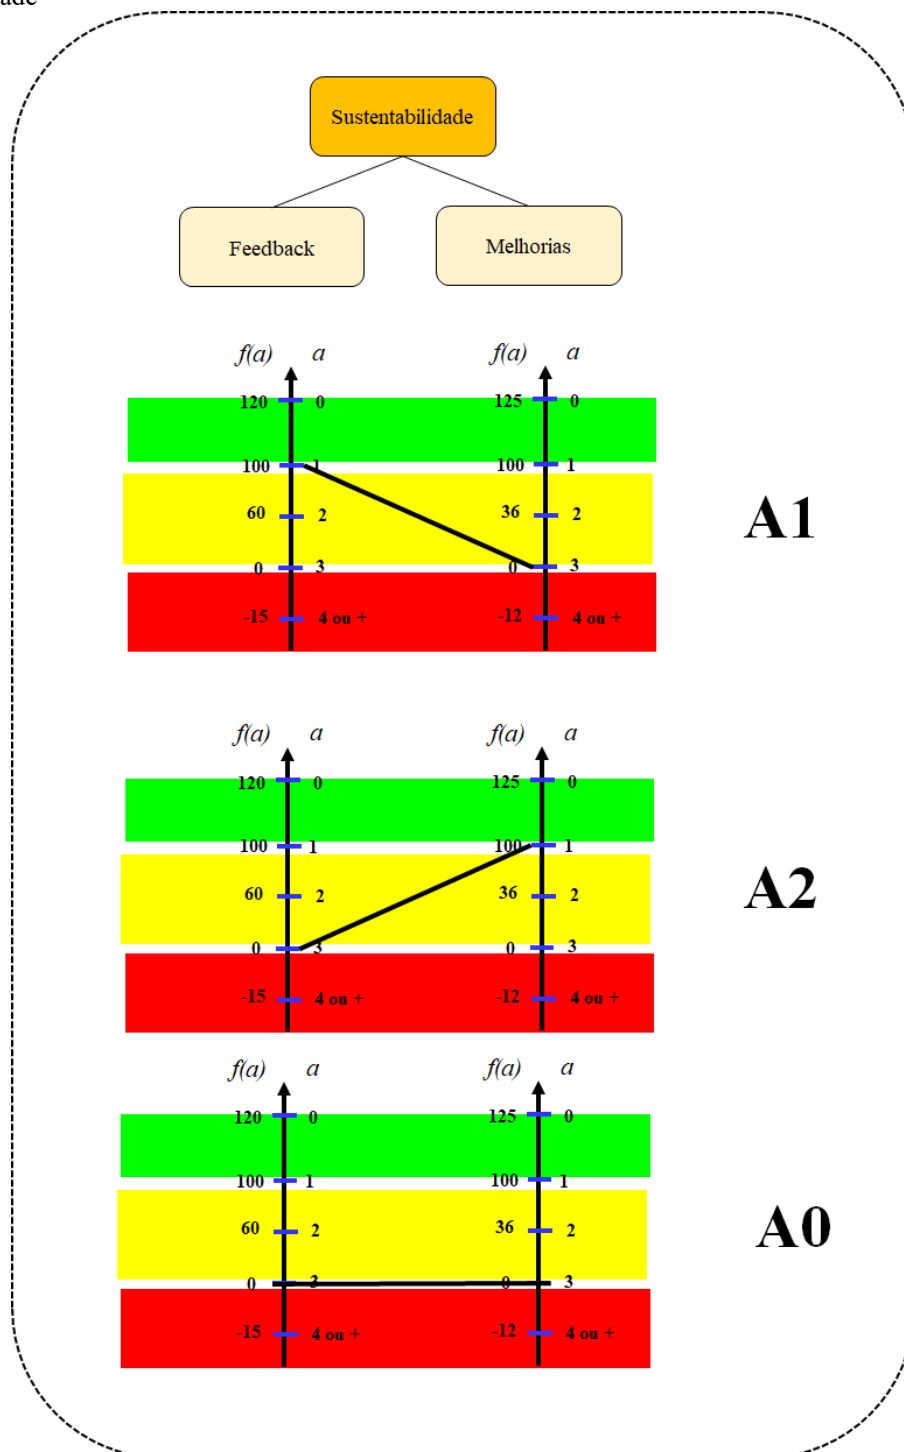 ade
Sustentabilidade
Feedback
Melhorias
f(a) a f(a) a
120 0 125 0
100 1 100 1
60 2 36 2
0 3 0 3
-15 4 ou + -12 4 ou +
A1
f(a) a f(a) a
120 0 125 0
100 1 100 1
60 2 36 2
0 3 0 3
-15 4 ou + -12 4 ou +
A2
f(a) a f(a) a
120 0 125 0
100 1 100 1
60 2 36 2
0 3 0 3
-15 4 ou + -12 4 ou +
A0